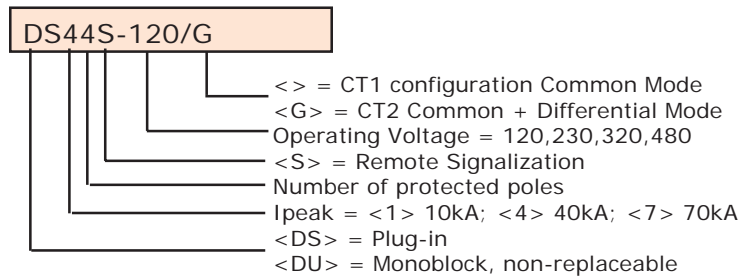 DS44S-120/G
<> = CT1 configuration Common Mode
<G> = CT2 Common + Differential Mode
Operating Voltage = 120,230,320,480
<S> = Remote Signalization
Number of protected poles
Ipeak = <1> 10kA; <4> 40kA; <7> 70kA
<DS> = Plug-in
<DU> = Monoblock, non-replaceable